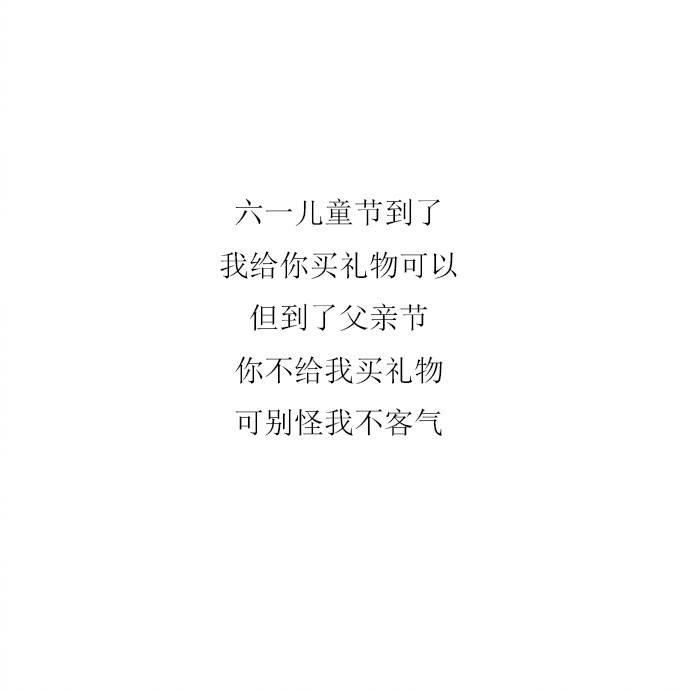 六一儿童节到了
我给你买礼物可以
但到了父亲节
你不给我买礼物
可别怪我不客气